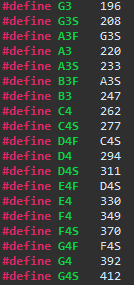 #define G3 196
#define G3S 208
#define A3F G3S
#define A3 220
#define A3S 233
#define B3F A3S
#define B3 247
#define C4 262
#define C4S 277
#define D4F C4S
#define D4 294
#define D4S 311
#define E4F D4S
#define E4 330
#define F4 349
#define F4S 370
#define G4F F4S
#define G4 392
#define G4S 412